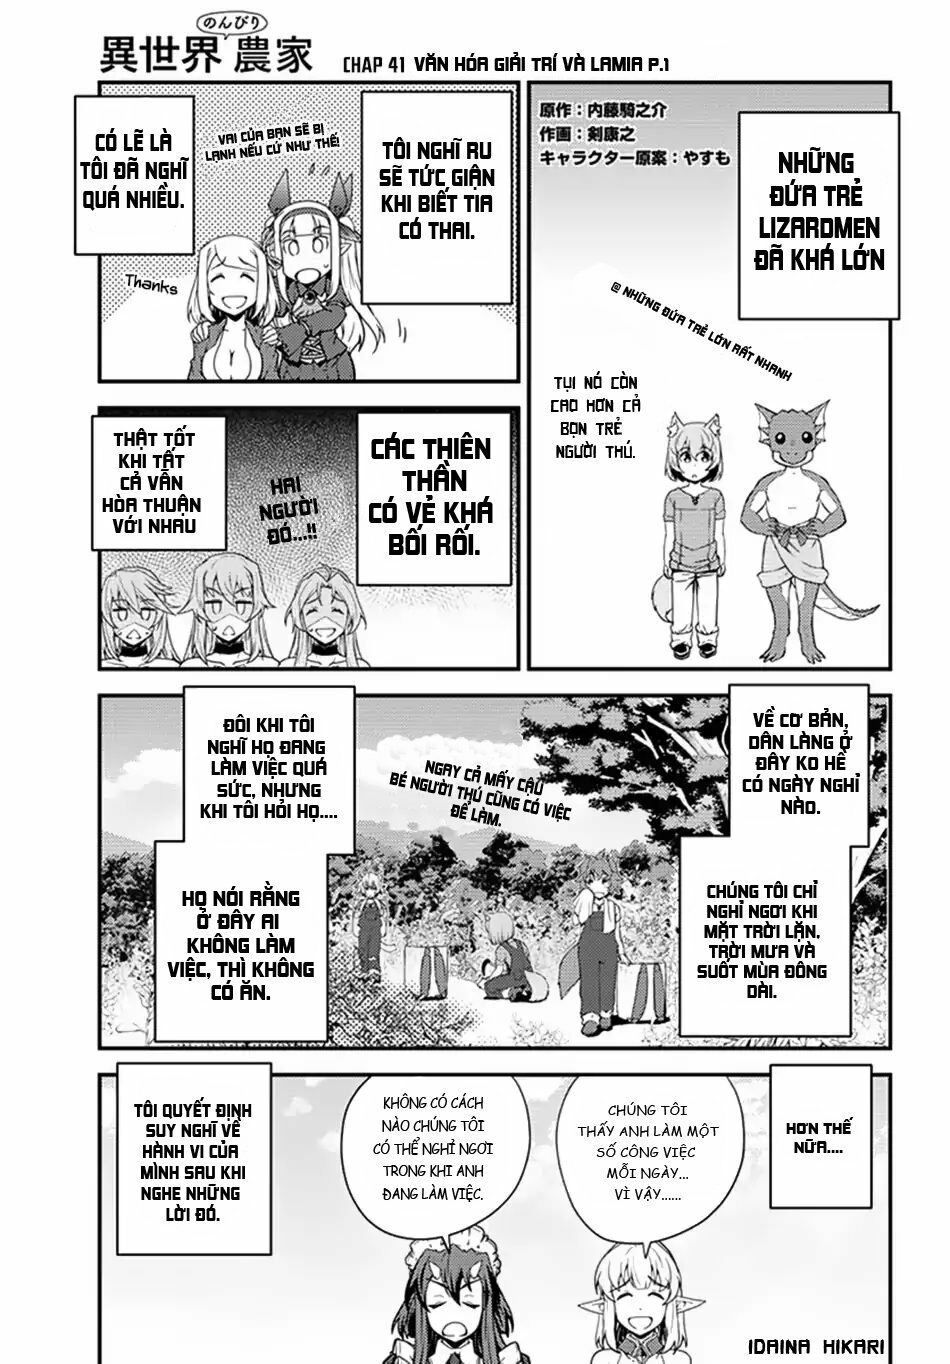 のんびり
異世界 農家
CHAP 41 VĂN HÓA GIẢI TRÍ VÀ LAMIA P.1
原作：内藤騎之介
作画：剣康之
キャラクター原案：やすも
NHỮNG
ĐỨA TRẺ
LIZARDMEN
ĐÃ KHÁ LỚN
@ NHỮNG ĐỨA TRẺ LỚN RẤT NHANH
TỤI NÓ CÒN
CAO HƠN CẢ
BỌN TRẺ
NGƯỜI THÚ.
TÔI NGHĨ RU
SẼ TỨC GIẬN
KHI BIẾT TIA
CÓ THAI.
VAI CỦA BẠN SẼ BỊ
LẠNH NẾU CỨ NHƯ THẾ!
CÓ LẼ LÀ
TÔI ĐÃ NGHĨ
QUÁ NHIỀU.
Thanks
CÁC THIÊN
THẦN
CÓ VẺ KHÁ
BỐI RỐI.
HAI
NGƯỜI
ĐÓ...!!
THẬT TỐT
KHI TẤT
CẢ VẪN
HÒA THUẬN
VỚI NHAU
VỀ CƠ BẢN,
DÂN LÀNG Ở
ĐÂY KO HỀ
CÓ NGÀY NGHỈ
NÀO.
CHÚNG TÔI CHỈ
NGHỈ NGƠI KHI
MẶT TRỜI LẶN,
TRỜI MƯA VÀ
SUỐT MÙA ĐÔNG
DÀI.
NGAY CẢ MẤY CẬU
BÉ NGƯỜI THÚ CŨNG CÓ VIỆC
ĐỂ LÀM.
ĐÔI KHI TÔI
NGHĨ HỌ ĐANG
LÀM VIỆC QUÁ
SỨC, NHƯNG
KHI TÔI HỎI HỌ....
HỌ NÓI RẰNG
Ở ĐÂY AI
KHÔNG LÀM
VIỆC, THÌ KHÔNG
CÓ ĂN.
HƠN THẾ
NỮA....
CHÚNG TÔI
THẤY ANH LÀM MỘT
SỐ CÔNG VIỆC
MỖI NGÀY...
VÌ VẬY......
KHÔNG CÓ CÁCH
NÀO CHÚNG TÔI
CÓ THỂ NGHỈ NGƠI
TRONG KHI ANH
ĐANG LÀM VIỆC.
TÔI QUYẾT ĐỊNH
SUY NGHĨ VỀ
HÀNH VI CỦA
MÌNH SAU KHI
NGHE NHỮNG
LỜI ĐÓ.
IDAINA HIKARI